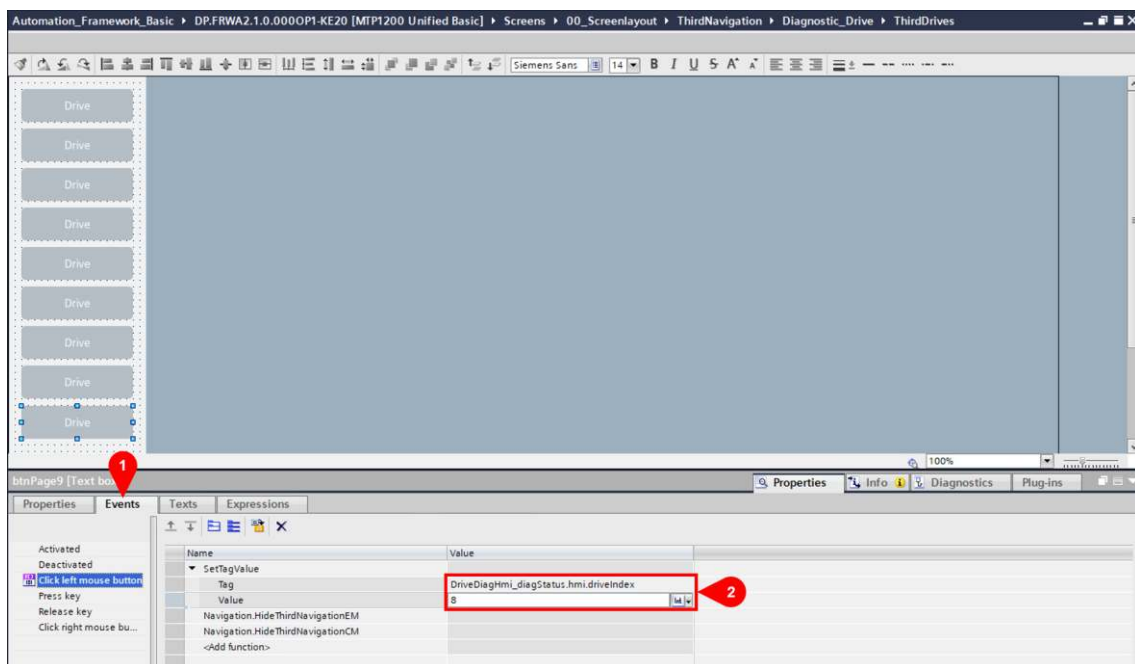 Automation_Framework_Basic ▸ DP.FRWA2.1.0.000OP1-KE20 [MTP1200 Unified Basic] ▸ Screens ▸ 00_Screenlayout ▸ ThirdNavigation ▸ Diagnostic_Drive ▸ ThirdDrives
Siemens Sans 14 B I U S A A
Drive
Drive
Drive
Drive
Drive
Drive
Drive
Drive
Drive
100%
1
btnPage9 [Text bo
Properties Info Diagnostics Plug-ins
Properties Events Texts Expressions
Activated
Deactivated
Click left mouse button
Press key
Release key
Click right mouse bu...
Name Value
SetTagValue
Tag DriveDiagHmi_diagStatus.hmi.driveIndex
Value 8
2
Navigation.HideThirdNavigationEM
Navigation.HideThirdNavigationCM
<Add function>